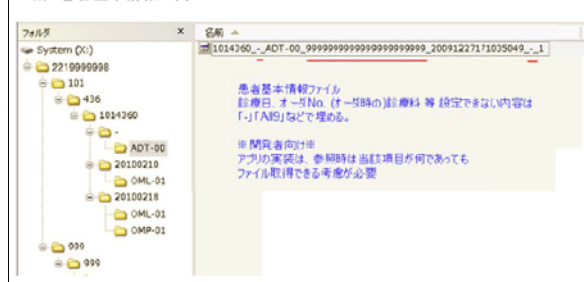 フォルダ × 名前
System (X:)
2219999998
101
436
1014360
-
ADT-00
20100210
OML-01
20100218
OML-01
OMP-01
999
999
1014360_-_ADT-00_99999999999999999999_20091227171035049_-_1
患者基本情報ファイル
診療日、オーダNo、(オーダ時の)診療科 等 設定できない内容は
「-」「All9」などで埋める。
※開発者向け※
アプリの実装は、参照時は当該項目が何であっても
ファイル取得できる考慮が必要